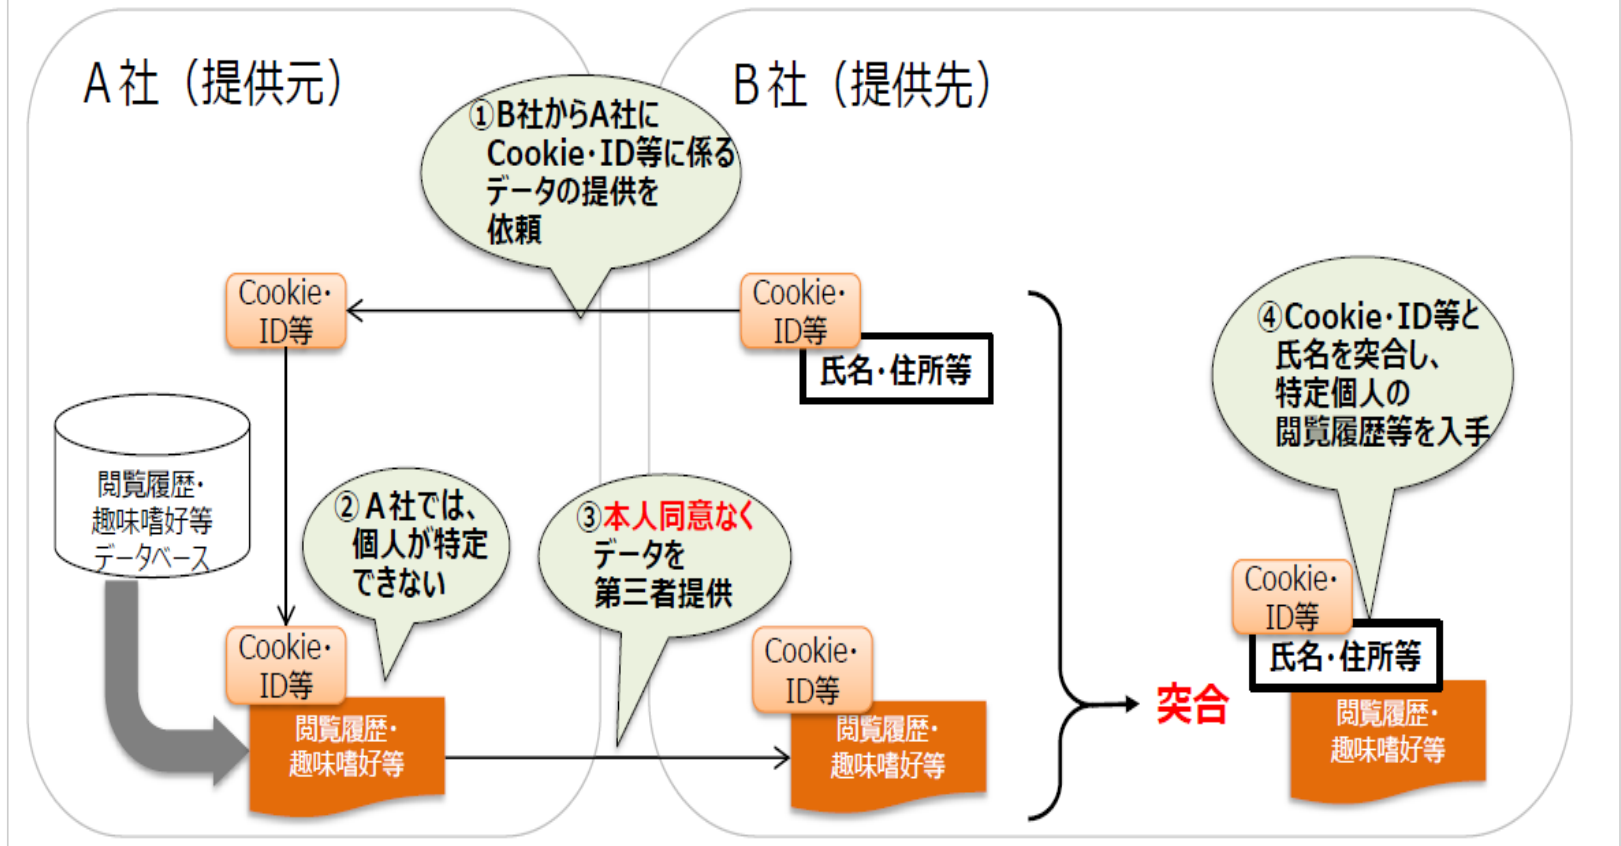 A社（提供元）
B社（提供先）
①B社からA社に
Cookie・ID等に係る
データの提供を
依頼
Cookie・
ID等
Cookie・
ID等
氏名・住所等
④Cookie・ID等と
氏名を突合し、
特定個人の
閲覧履歴等を入手
閲覧履歴・
趣味嗜好等
データベース
②A社では、
個人が特定
できない
③本人同意なく
データを
第三者提供
Cookie・
ID等
閲覧履歴・
趣味嗜好等
Cookie・
ID等
閲覧履歴・
趣味嗜好等
突合
Cookie・
ID等
氏名・住所等
閲覧履歴・
趣味嗜好等